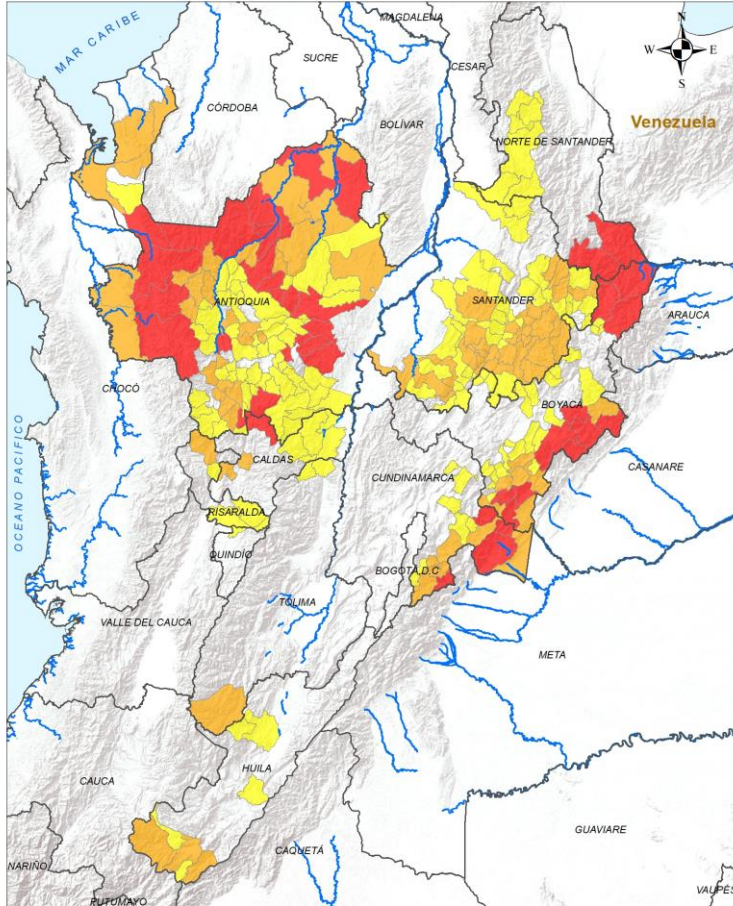 MAGDALENA
N
MAR CARIBE
SUCRE
CESAR
W
E
S
CÓRDOBA
BOLÍVAR
Venezuela
NORTE DE SANTANDER
ANTIOQUIA
SANTANDER
ARAUCA
CHOCÓ
BOYACÁ
CALDAS
CUNDINAMARCA
CASANARE
OCEANO PACIFICO
RISARALDA
QUINDÍO
BOGOTÁ, D.C
TOLIMA
VALLE DEL CAUCA
META
HUILA
CAUCA
GUAVIARE
CAQUETÁ
NARIÑO
PUTUMAYO
VAUPÉS